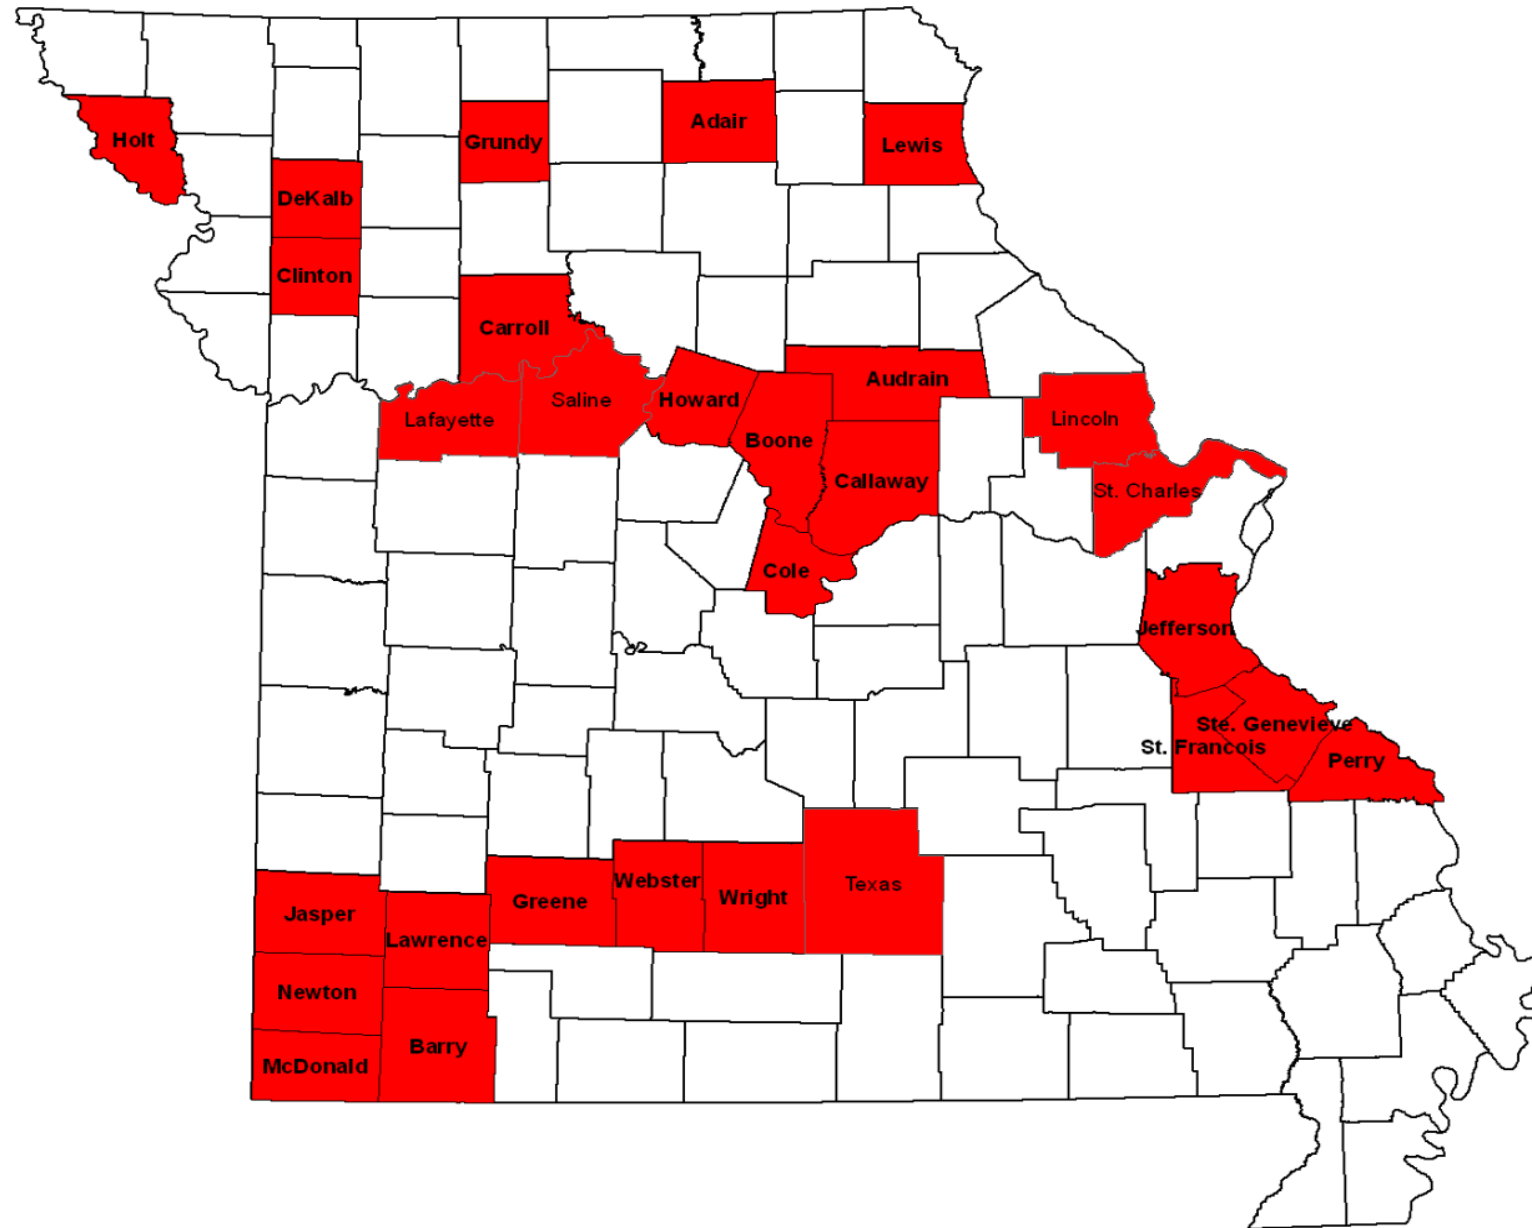 Adair
Holt
Grundy
Lewis
DeKalb
Clinton
Carroll
Audrain
Saline
Howard
Lafayette
Lincoln
Boone
Callaway
St. Charles
Cole
Jefferson
Ste. Genevieve
St. Francois
Perry
Webster
Texas
Wright
Greene
Jasper
Lawrence
Newton
Barry
McDonald